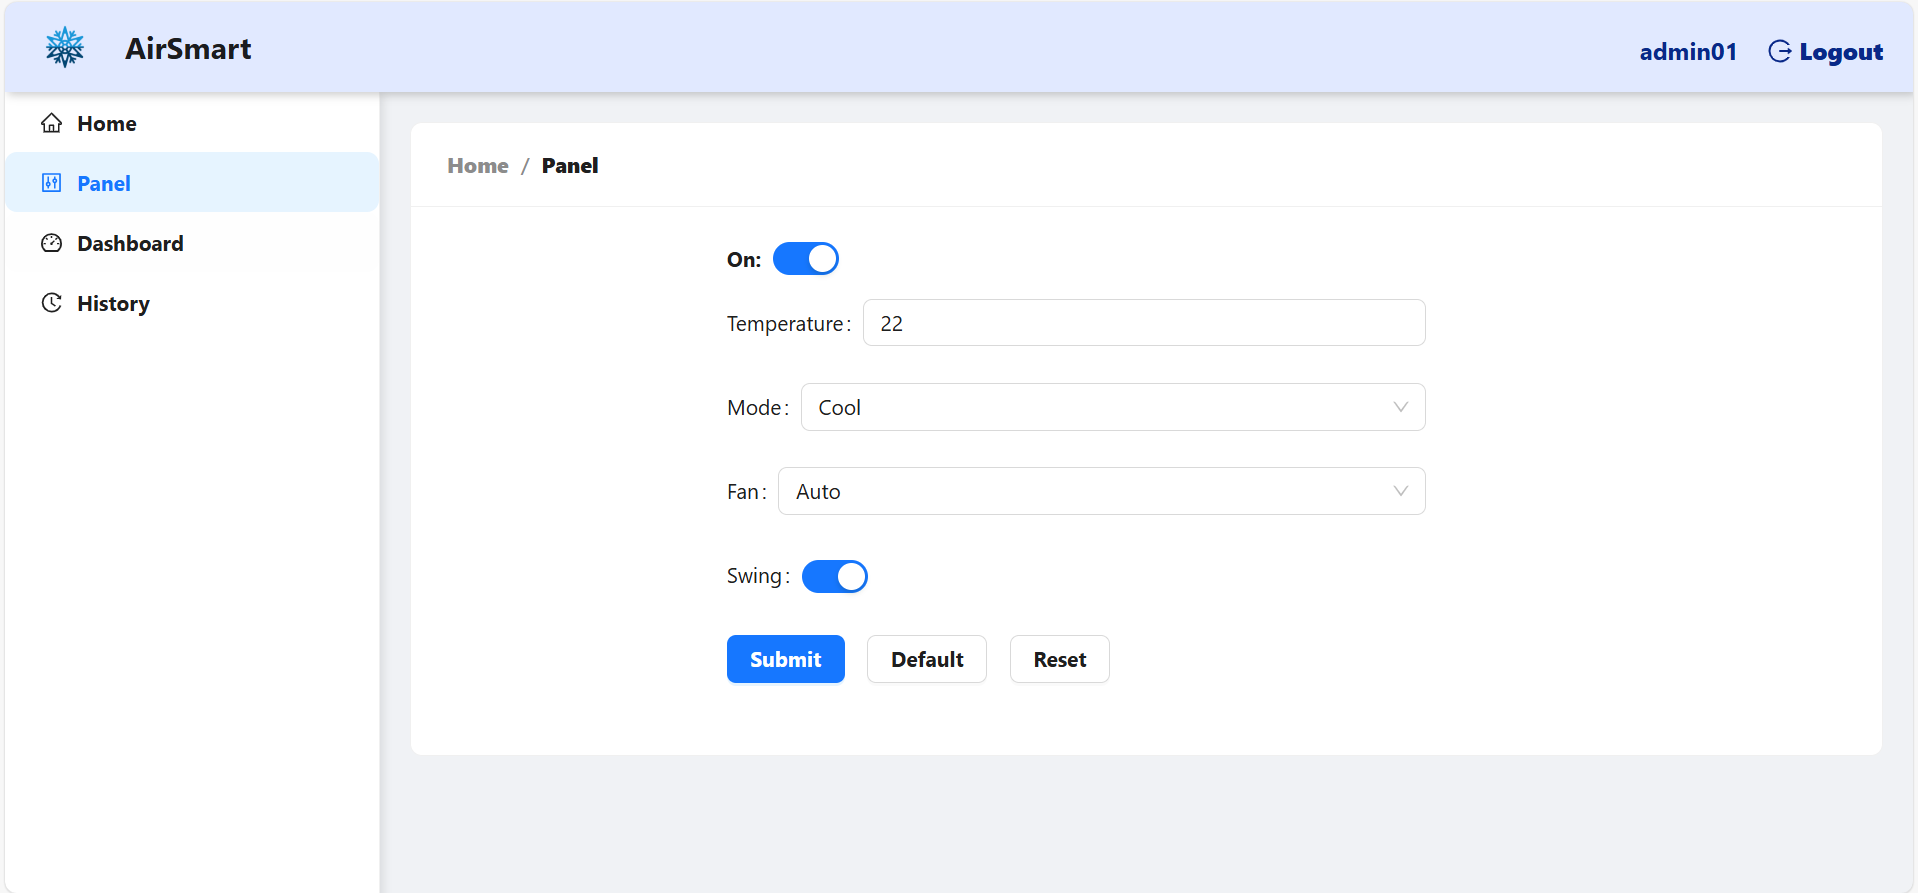 AirSmart
admin01 Logout
Home
Panel
Dashboard
History
Home / Panel
On:
Temperature: 22
Mode: Cool
Fan: Auto
Swing:
Submit Default Reset